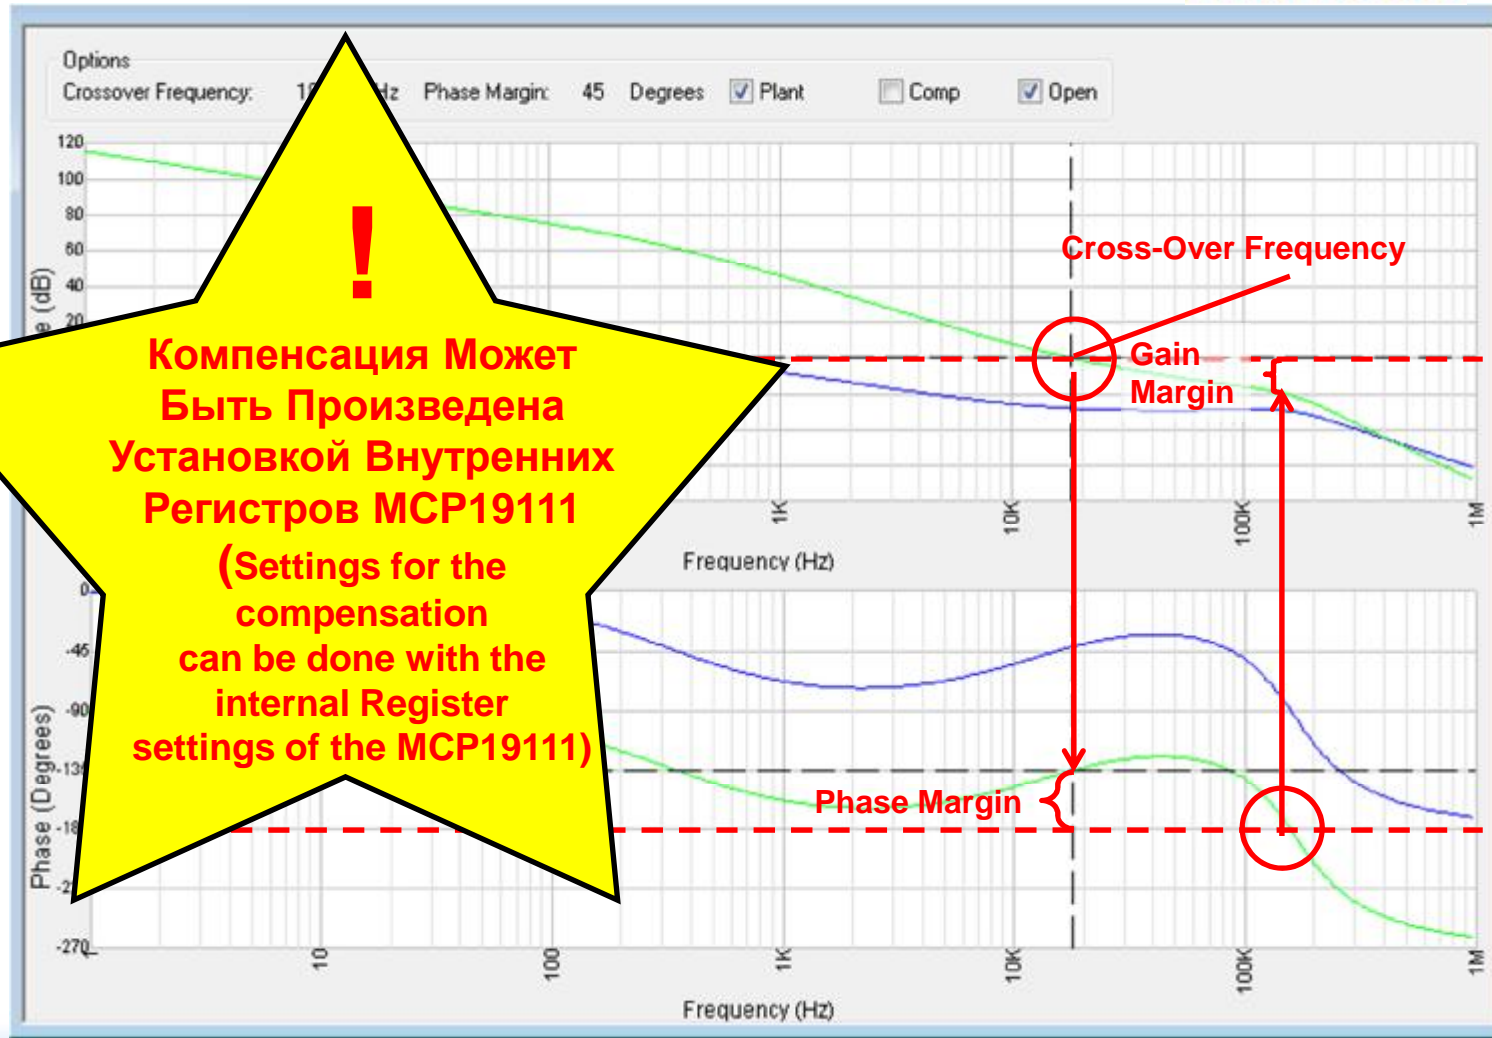 Options
Crossover Frequency:
Hz Phase Margin: 45 Degrees Plant Comp Open
120
100
80
60
40
20
(dB)
!
Компенсация Может
Быть Произведена
Установкой Внутренних
Регистров MCP19111
(Settings for the
compensation
can be done with the
internal Register
settings of the MCP19111)
Cross-Over Frequency
Gain
Margin
1K 10K 100K 1M
Frequency (Hz)
0
-45
-90
-270
Phase (Degrees)
Phase Margin
1 10 100 1K 10K 100K 1M
Frequency (Hz)